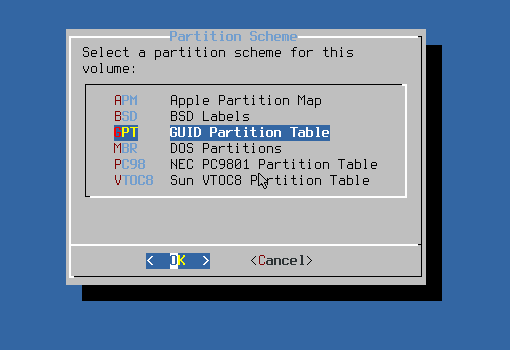 Partition Scheme
Select a partition scheme for this
volume:
APM Apple Partition Map
BSD BSD Labels
GPT GUID Partition Table
MBR DOS Partitions
PC98 NEC PC9801 Partition Table
VTOC8 Sun VTOC8 Partition Table
< OK > <Cancel>